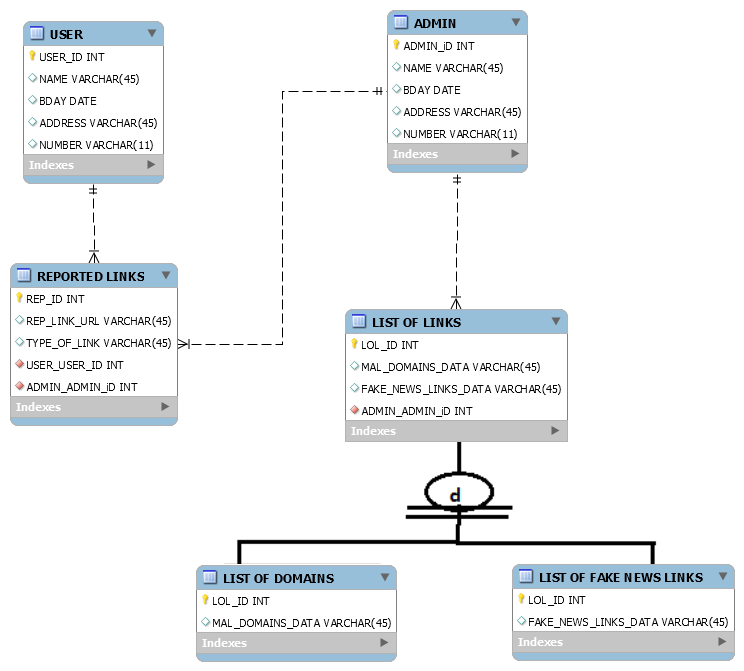 USER
USER_ID INT
NAME VARCHAR(45)
BDAY DATE
ADDRESS VARCHAR(45)
NUMBER VARCHAR(11)
Indexes
ADMIN
ADMIN_iD INT
NAME VARCHAR(45)
BDAY DATE
ADDRESS VARCHAR(45)
NUMBER VARCHAR(11)
Indexes
REPORTED LINKS
REP_ID INT
REP_LINK_URL VARCHAR(45)
TYPE_OF_LINK VARCHAR(45)
USER_USER_ID INT
ADMIN_ADMIN_iD INT
Indexes
LIST OF LINKS
LOL_ID INT
MAL_DOMAINS_DATA VARCHAR(45)
FAKE_NEWS_LINKS_DATA VARCHAR(45)
ADMIN_ADMIN_iD INT
Indexes
d
LIST OF DOMAINS
LOL_ID INT
MAL_DOMAINS_DATA VARCHAR(45)
Indexes
LIST OF FAKE NEWS LINKS
LOL_ID INT
FAKE_NEWS_LINKS_DATA VARCHAR(45)
Indexes